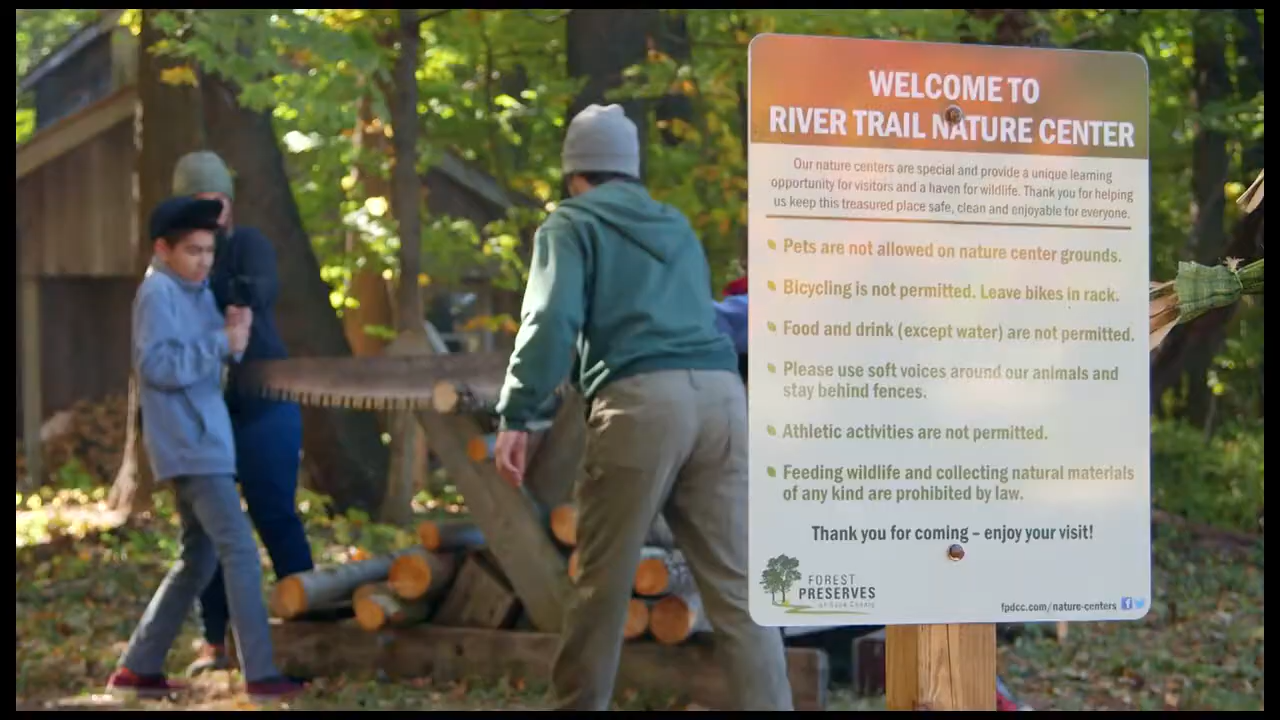 WELCOME TO
RIVER TRAIL NATURE CENTER
Our nature centers are special and provide a unique learning
opportunity for visitors and a haven for wildlife. Thank you for helping
us keep this treasured place safe, clean and enjoyable for everyone.
Pets are not allowed on nature center grounds.
Bicycling is not permitted. Leave bikes in rack.
Food and drink (except water) are not permitted.
Please use soft voices around our animals and
stay behind fences.
Athletic activities are not permitted.
Feeding wildlife and collecting natural materials
of any kind are prohibited by law.
Thank you for coming – enjoy your visit!
FOREST
PRESERVES
of Cook County
fpdcc.com/nature-centers